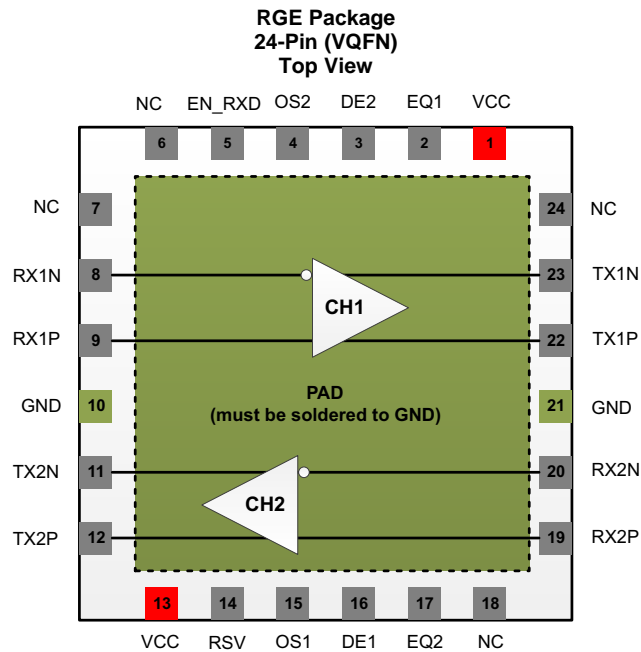 RGE Package
24-Pin (VQFN)
Top View
NC EN_RXD OS2 DE2 EQ1 VCC
6 5 4 3 2 1
NC 7 24 NC
RX1N 8 23 TX1N
CH1
RX1P 9 22 TX1P
PAD
GND 10 21 GND
(must be soldered to GND)
TX2N 11 20 RX2N
CH2
TX2P 12 19 RX2P
13 14 15 16 17 18
VCC RSV OS1 DE1 EQ2 NC